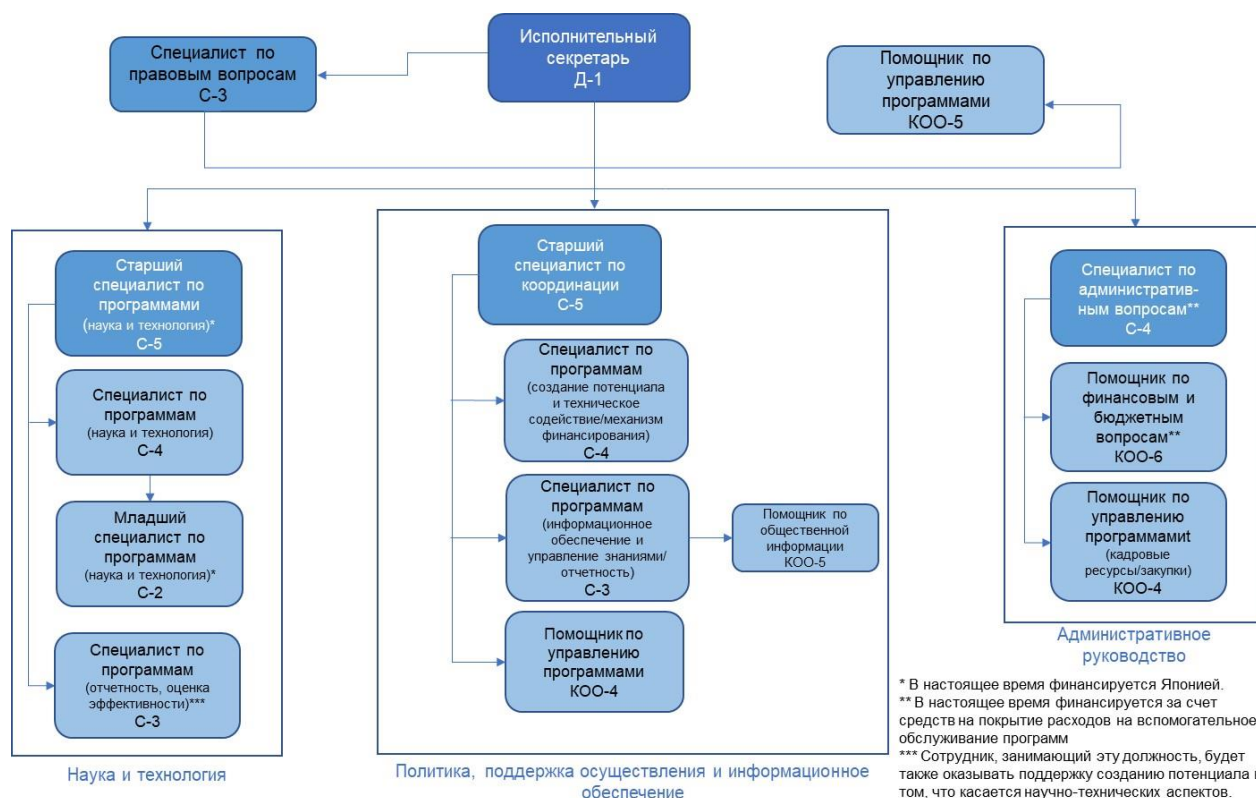 Специалист по
правовым вопросам
С-3
Исполнительный
секретарь
Д-1
Помощник по
управлению
программами
КОО-5
Старший
специалист по
программами
(наука и технология)*
С-5
Специалист по
программам
(наука и технология)
С-4
Младший
специалист по
программам
(наука и технология)*
С-2
Специалист по
программам
(отчетность, оценка
эффективности)***
С-3
Наука и технология
Старший
специалист по
координации
С-5
Специалист по
программам
(создание потенциала
и техническое
содействие/механизм
финансирования)
С-4
Специалист по
программам
(информационное
обеспечение и
управление знаниями/
отчетность)
С-3
Помощник по
общественной
информации
КОО-5
Помощник по
управлению
программами
КОО-4
Политика, поддержка осуществления и информационное
обеспечение
Специалист по
административ-
ным вопросам**
С-4
Помощник по
финансовым и
бюджетным
вопросам**
КОО-6
Помощник по
управлению
программамиt
(кадровые
ресурсы/закупки)
КОО-4
Административное
руководство
* В настоящее время финансируется Японией.
** В настоящее время финансируется за счет
средств на покрытие расходов на вспомогательное
обслуживание программ
*** Сотрудник, занимающий эту должность, будет
также оказывать поддержку созданию потенциала
том, что касается научно-технических аспектов.